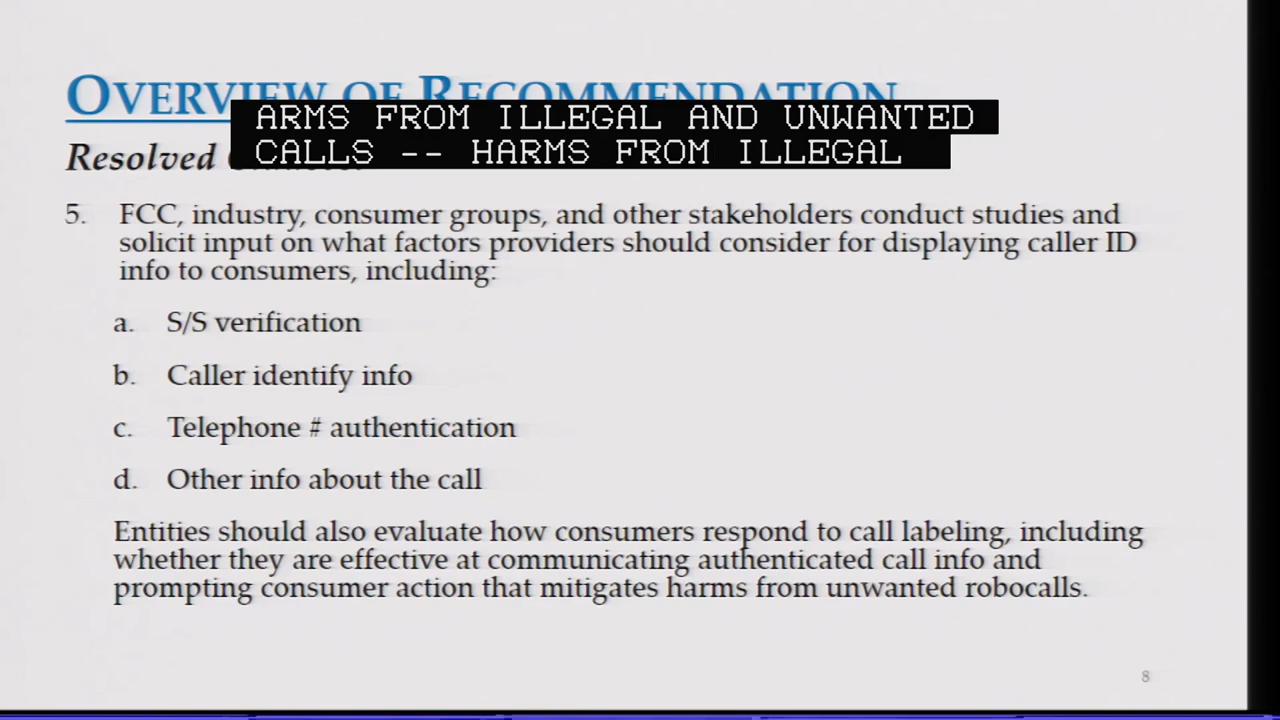 OVERVIEW OF RECOMMENDATION
ARMS FROM ILLEGAL AND UNWANTED
CALLS -- HARMS FROM ILLEGAL
Resolved
5. FCC, industry, consumer groups, and other stakeholders conduct studies and
solicit input on what factors providers should consider for displaying caller ID
info to consumers, including:
a. S/S verification
b. Caller identify info
c. Telephone # authentication
d. Other info about the call
Entities should also evaluate how consumers respond to call labeling, including
whether they are effective at communicating authenticated call info and
prompting consumer action that mitigates harms from unwanted robocalls.
8